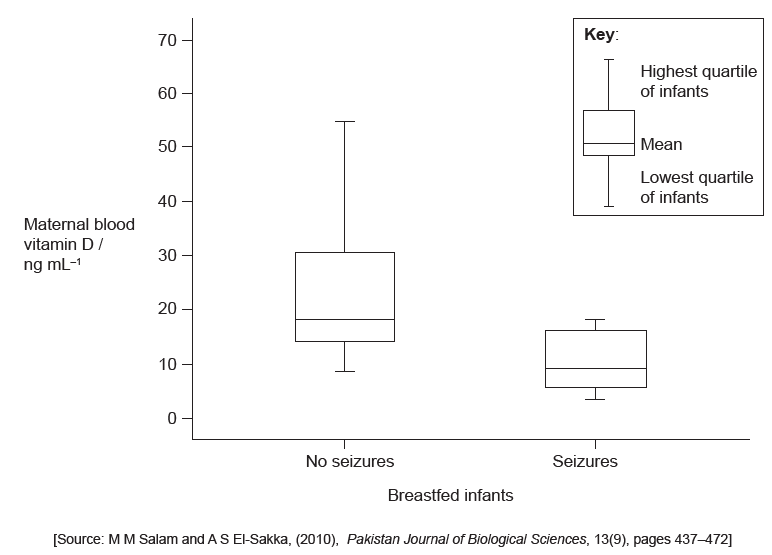 70
60
50
40
30
20
10
0
Maternal blood
vitamin D /
ng mL–1
No seizures
Seizures
Breastfed infants
Key:
Highest quartile
of infants
Mean
Lowest quartile
of infants
[Source: M M Salam and A S El-Sakka, (2010), Pakistan Journal of Biological Sciences, 13(9), pages 437–472]